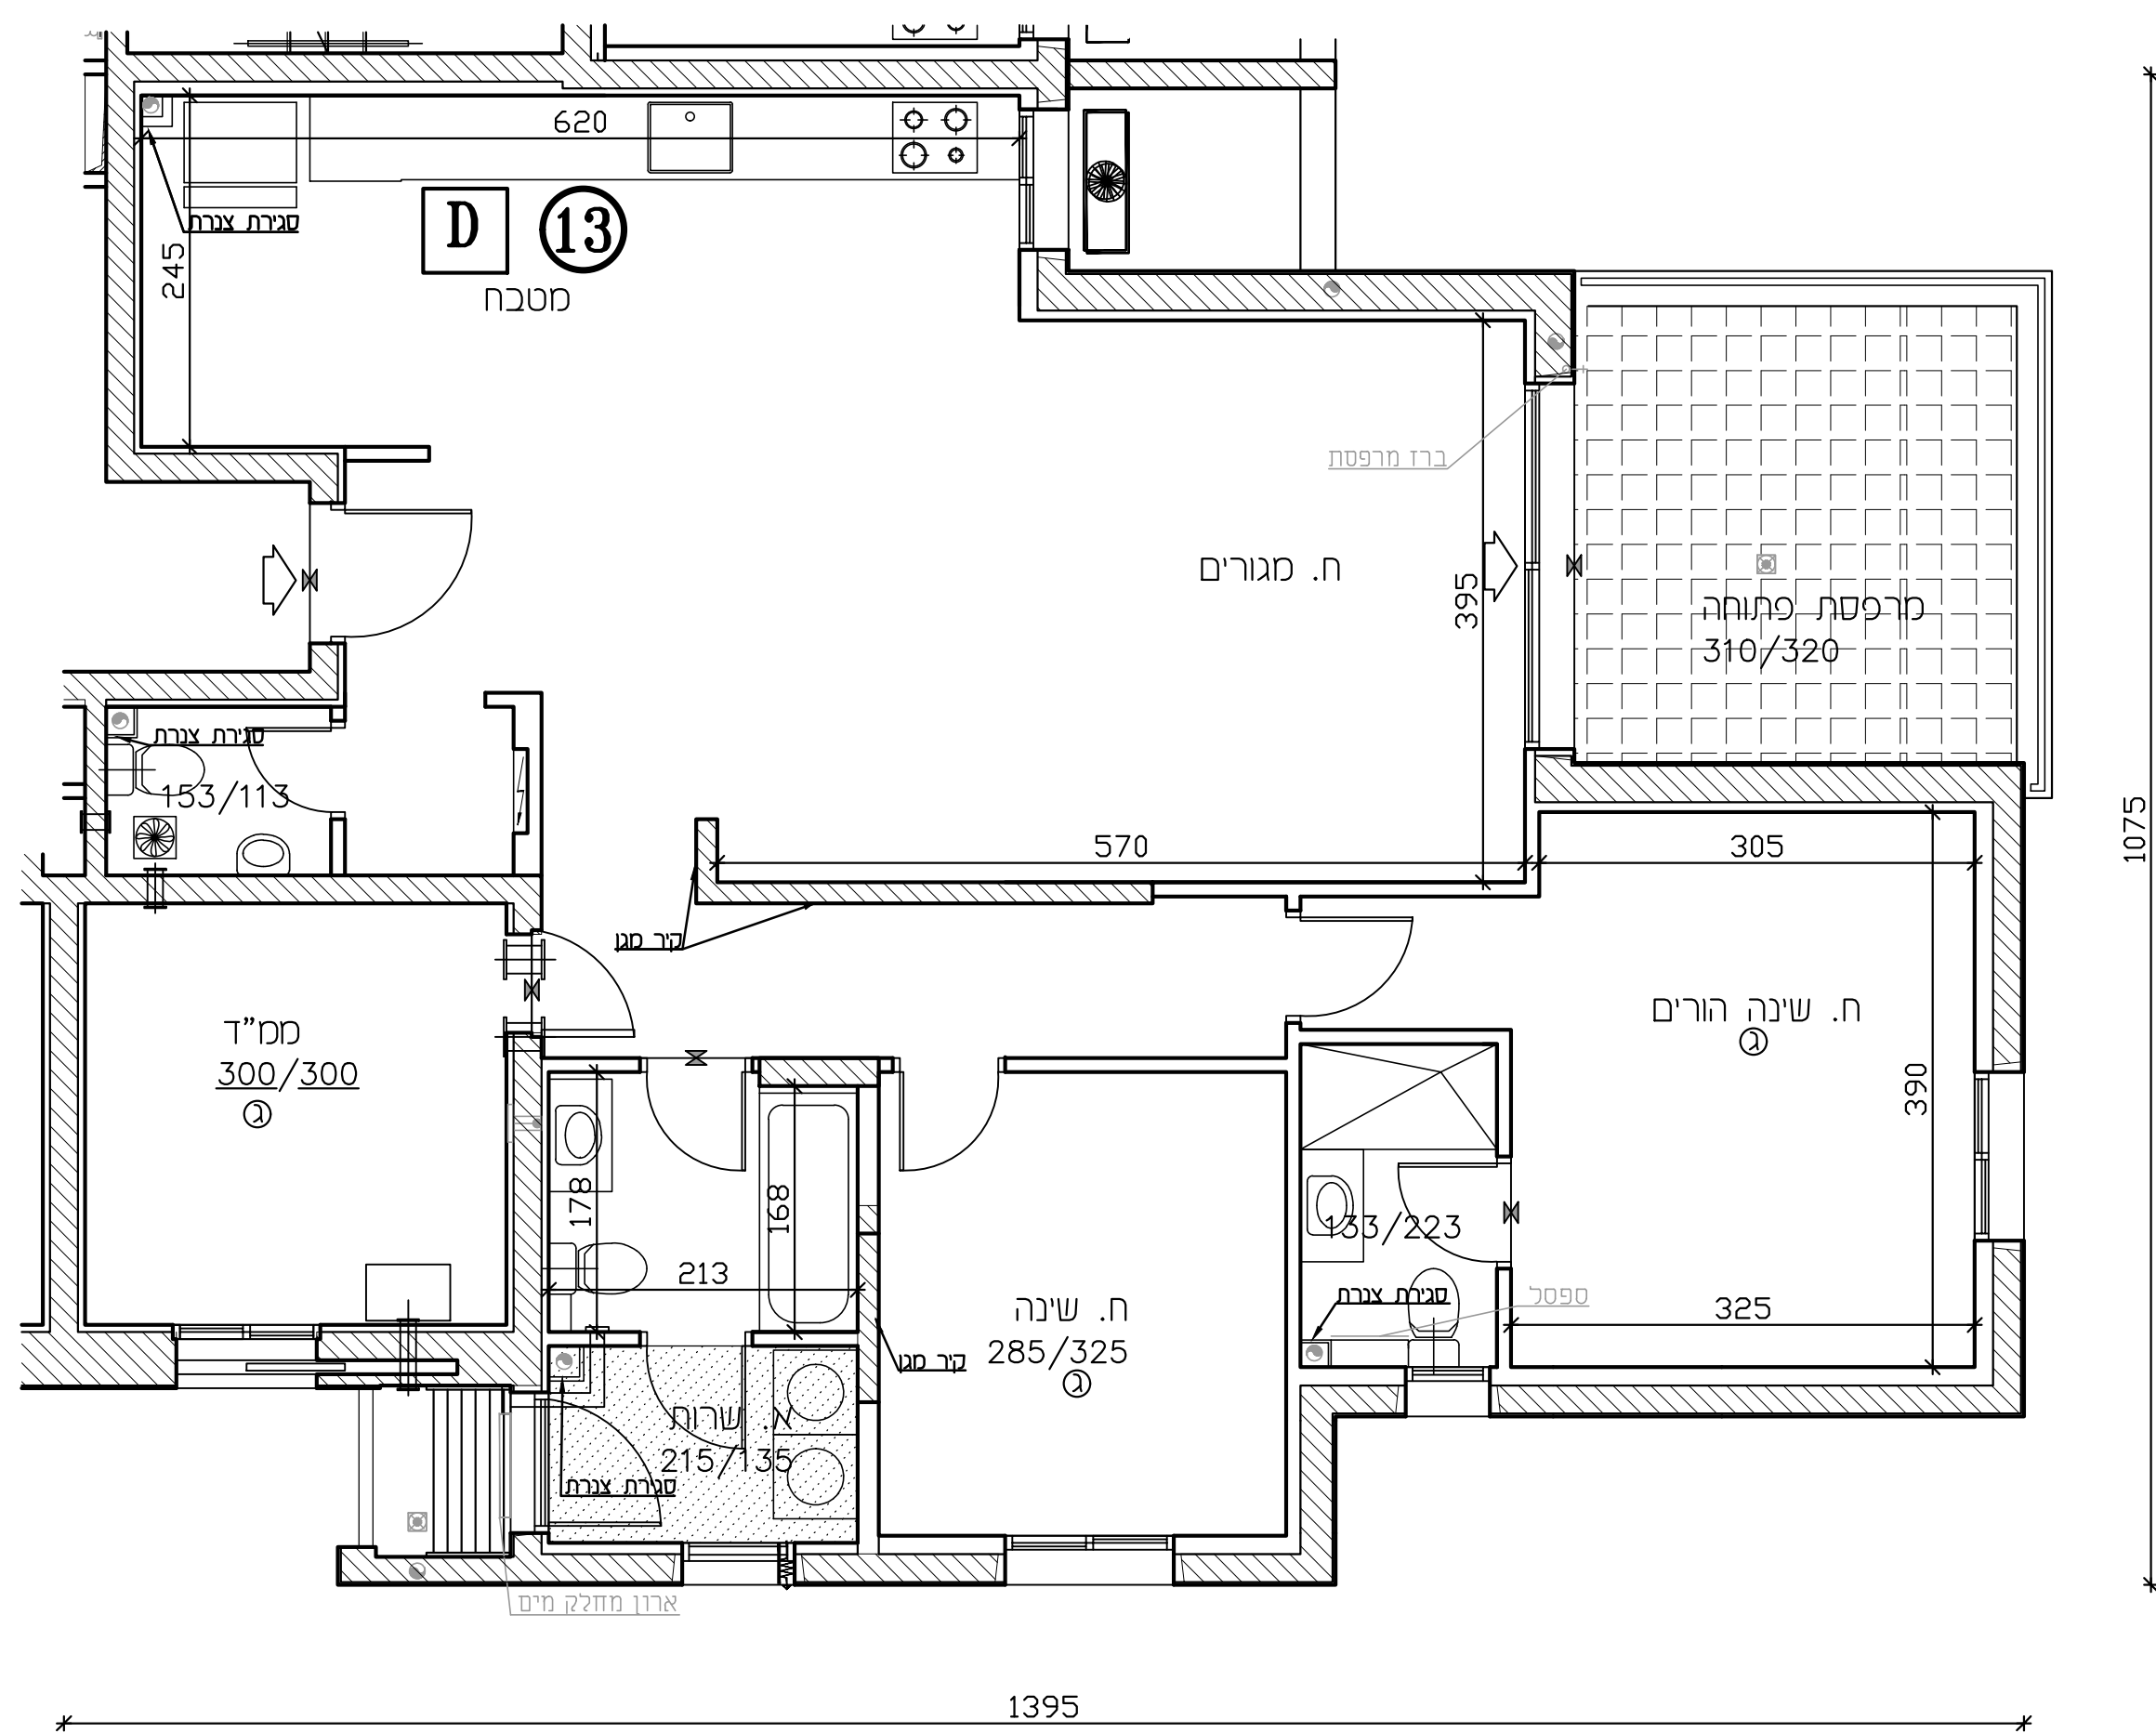 620
סגירת צנרת
D
13
245
מטבח
ברז מרפסת
ח. מגורים
395
מרפסת פתוחה
310/320
סגירת צנרת
153/113
570
305
1075
קיר מגן
ח. שינה הורים
ג
ממ"ד
300/300
ג
390
178
168
133/223
213
סגירת צנרת
ספסל
ח. שינה
285/325
ג
325
קיר מגן
א. שרות
215/135
סגירת צנרת
ארון מחלק מים
1395